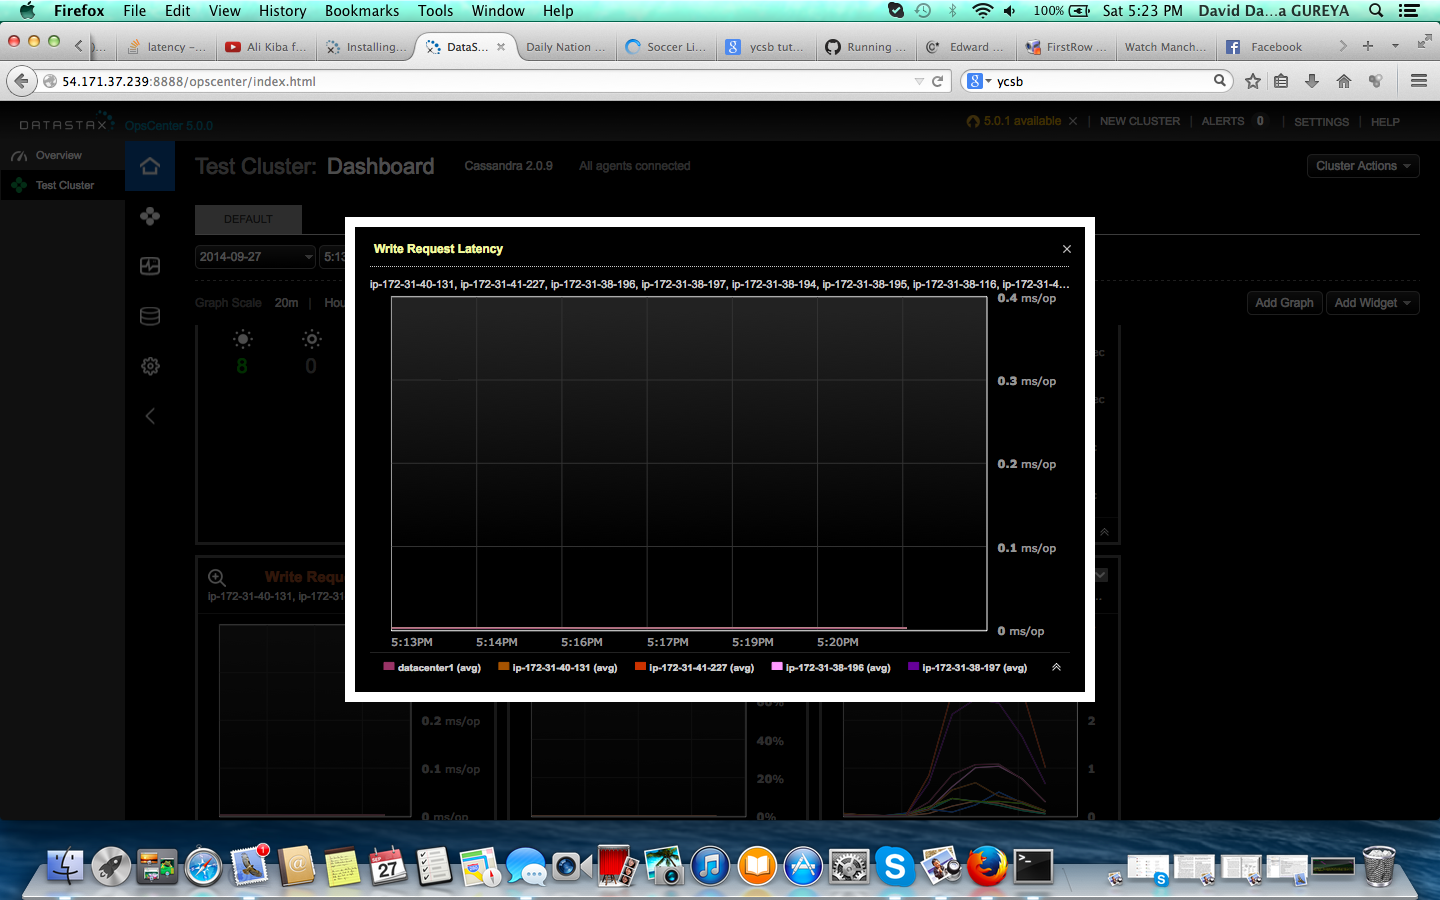 Firefox File Edit View History Bookmarks Tools Window Help 100% Sat 5:23 PM David Da...a GUREYA
)... latency –... Ali Kiba f... Installing... DataS... Daily Nation ... Soccer Li... ycsb tut... Running ... Edward ... FirstRow ... Watch Manch... Facebook
54.171.37.239:8888/opscenter/index.html ycsb
DATASTAX OpsCenter 5.0.0 5.0.1 available NEW CLUSTER ALERTS 0 SETTINGS HELP
Overview
Test Cluster
Test Cluster: Dashboard Cassandra 2.0.9 All agents connected Cluster Actions
DEFAULT
2014-09-27 5:13
Graph Scale 20m | Hou Add Graph Add Widget
8 0
Write Request Latency
ip-172-31-40-131, ip-172-31-41-227, ip-172-31-38-196, ip-172-31-38-197, ip-172-31-38-194, ip-172-31-38-195, ip-172-31-38-116, ip-172-31-4...
0.4 ms/op
0.3 ms/op
0.2 ms/op
0.1 ms/op
0 ms/op
5:13PM 5:14PM 5:16PM 5:17PM 5:19PM 5:20PM
datacenter1 (avg) ip-172-31-40-131 (avg) ip-172-31-41-227 (avg) ip-172-31-38-196 (avg) ip-172-31-38-197 (avg)
ec
ec
Write Requ
ip-172-31-40-131, ip-172-31
0.2 ms/op
0.1 ms/op
0 ms/op
60%
40%
20%
0%
2
1
0
1
SEP
27